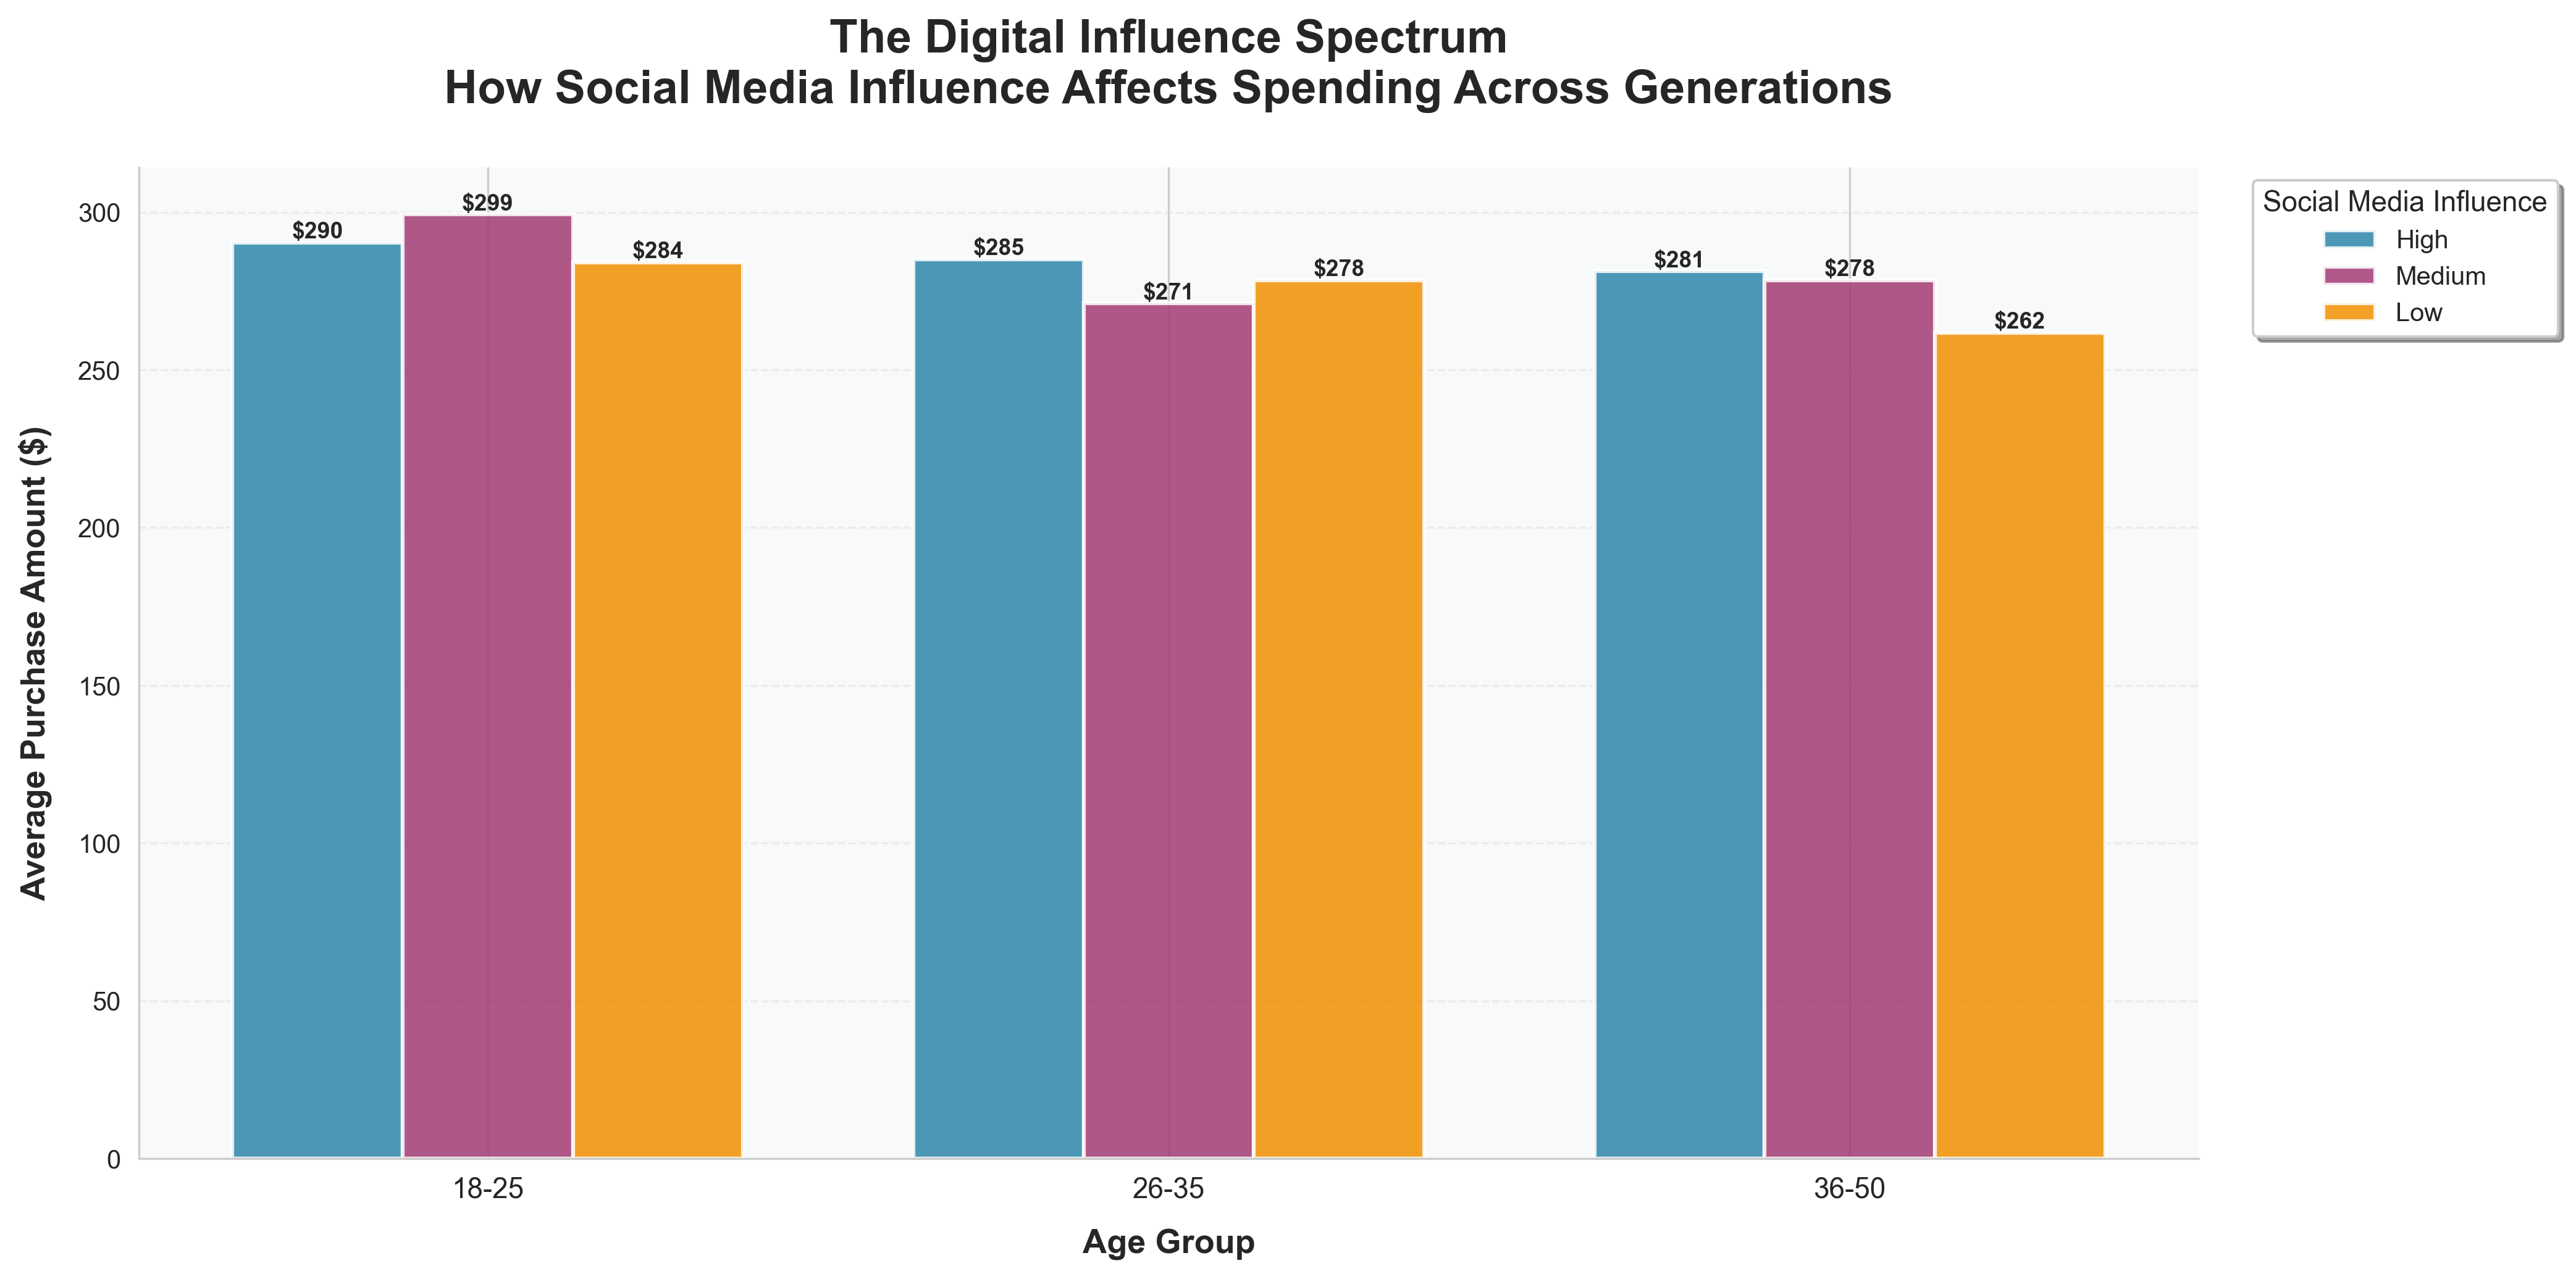 The Digital Influence Spectrum
How Social Media Influence Affects Spending Across Generations
Average Purchase Amount ($)
300
250
200
150
100
50
0
$290
$299
$284
$285
$271
$278
$281
$278
$262
18-25
26-35
36-50
Age Group
Social Media Influence
High
Medium
Low